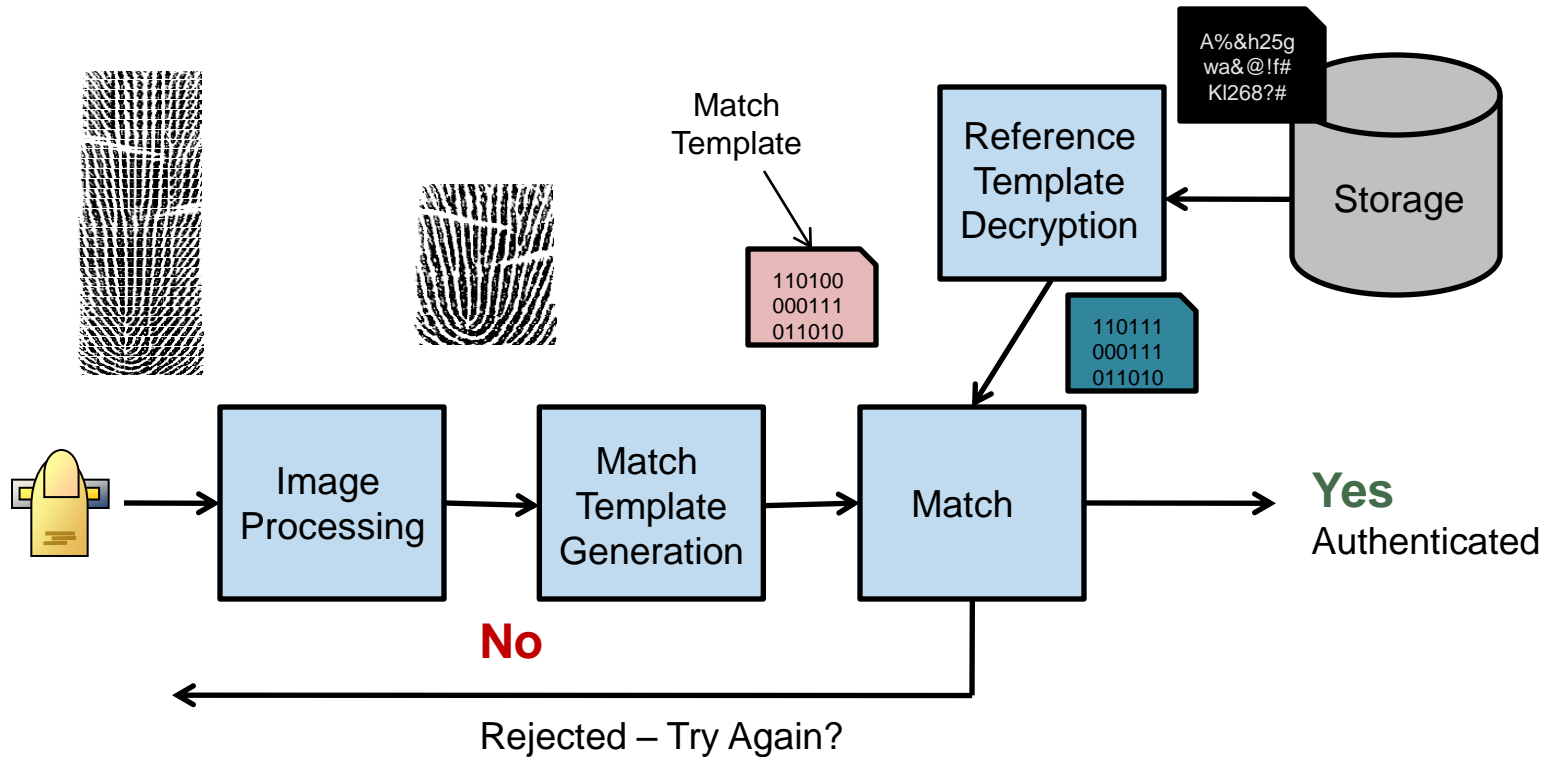 A%&h25g
wa&@!f#
Kl268?#
Match
Template
Reference
Template
Decryption
Storage
110100
000111
011010
110111
000111
011010
Image
Processing
Match
Template
Generation
Match
Yes
Authenticated
No
Rejected – Try Again?